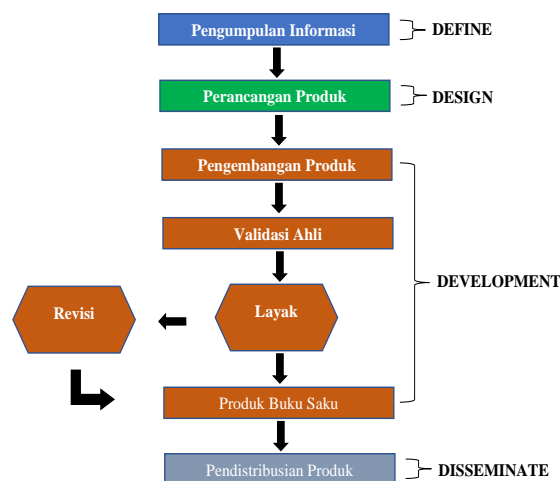 Pengumpulan Informasi
DEFINE
Perancangan Produk
DESIGN
Pengembangan Produk
Validasi Ahli
DEVELOPMENT
Revisi
Layak
Produk Buku Saku
Pendistribusian Produk
DISSEMINATE